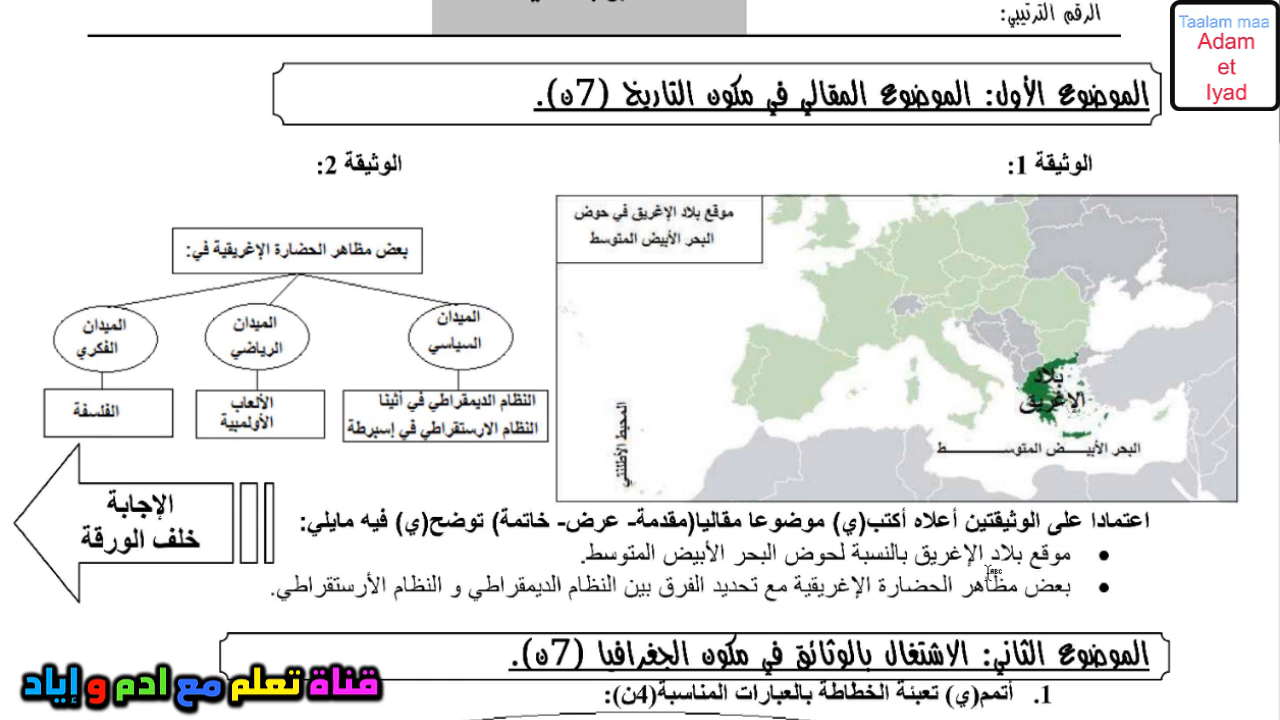 الرقم الترتيبي:
Taalam maa
Adam
et
Iyad
الموضوع الأول: الموضوع المقالي في مكون التاريخ (7ن).
الوثيقة 1:
الوثيقة 2:
موقع بلاد الإغريق في حوض
البحر الأبيض المتوسط
بلاد
الإغريق
البحر الأبيـــض المتوســـــــــط
المحيط الأطلنتي
بعض مظاهر الحضارة الإغريقية في:
الميدان
السياسي
الميدان
الرياضي
الميدان
الفكري
النظام الديمقراطي في أثينا
النظام الارستقراطي في إسبرطة
الألعاب
الأولمبية
الفلسفة
الإجابة
خلف الورقة
اعتمادا على الوثيقتين أعلاه أكتب(ي) موضوعا مقاليا(مقدمة- عرض- خاتمة) توضح(ي) فيه مايلي:
• موقع بلاد الإغريق بالنسبة لحوض البحر الأبيض المتوسط.
• بعض مظاهر الحضارة الإغريقية مع تحديد الفرق بين النظام الديمقراطي و النظام الأرستقراطي.
الموضوع الثاني: الاشتغال بالوثائق في مكون الجغرافيا (7ن).
1. أتمم(ي) تعبئة الخطاطة بالعبارات المناسبة(4ن):
قناة تعلم مع ادم و إياد